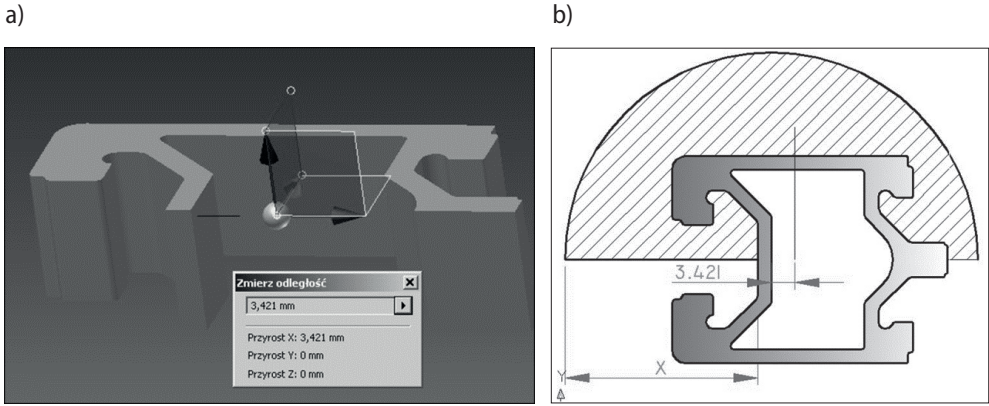 a)
Zmierz odległość
3,421 mm
Przyrost X: 3,421 mm
Przyrost Y: 0 mm
Przyrost Z: 0 mm
b)
3.421
X
Y